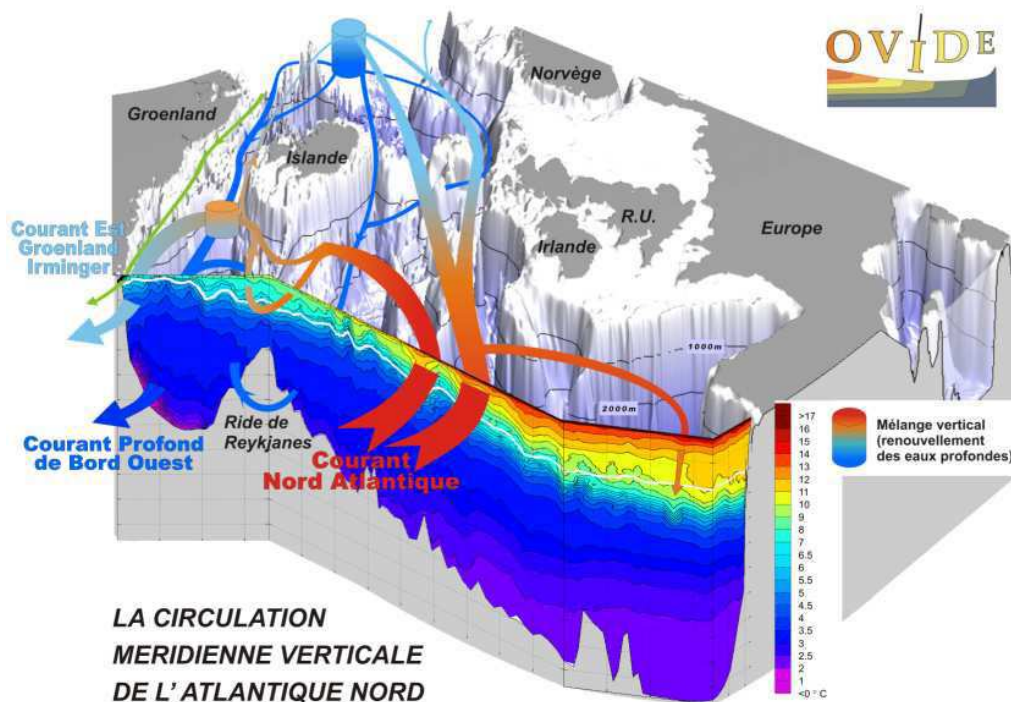 OVIDE
Norvège
Groenland
Islande
R.U.
Irlande
Europe
Courant Est
Groenland
Irminger
1000m
2000m
Ride de
Reykjanes
Courant Profond
de Bord Ouest
Courant
Nord Atlantique
>17
16
15
14
13
12
11
10
9
8
7
6.5
6
5.5
5
4.5
4
3.5
3
2.5
2
1
<0 ° C
Mélange vertical
(renouvellement
des eaux profondes)
LA CIRCULATION
MERIDIENNE VERTICALE
DE L' ATLANTIQUE NORD